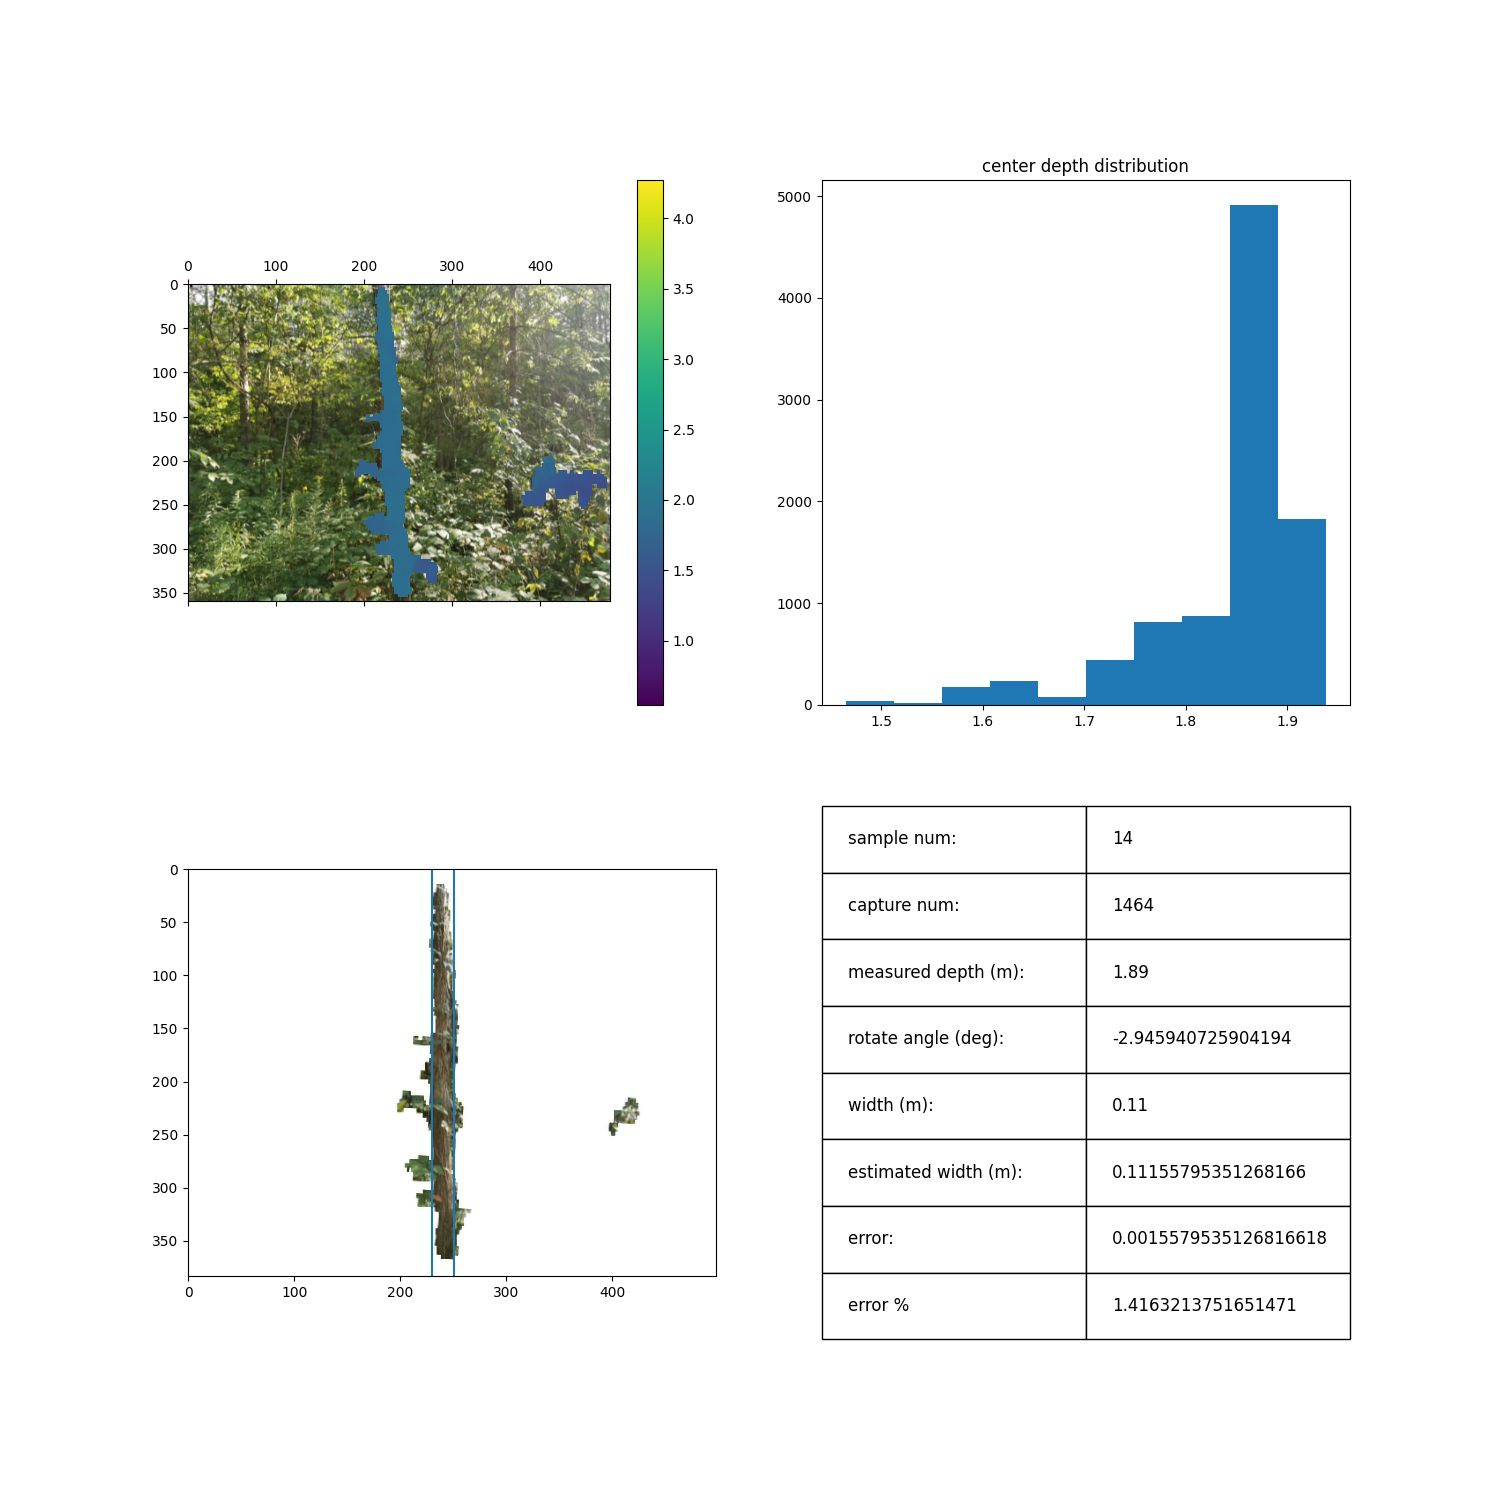 center depth distribution
0 100 200 300 400
0
50
100
150
200
250
300
350
4.0
3.5
3.0
2.5
2.0
1.5
1.0
5000
4000
3000
2000
1000
0
1.5 1.6 1.7 1.8 1.9
0
50
100
150
200
250
300
350
0 100 200 300 400
sample num: 14
capture num: 1464
measured depth (m): 1.89
rotate angle (deg): -2.945940725904194
width (m): 0.11
estimated width (m): 0.11155795351268166
error: 0.0015579535126816618
error % 1.4163213751651471